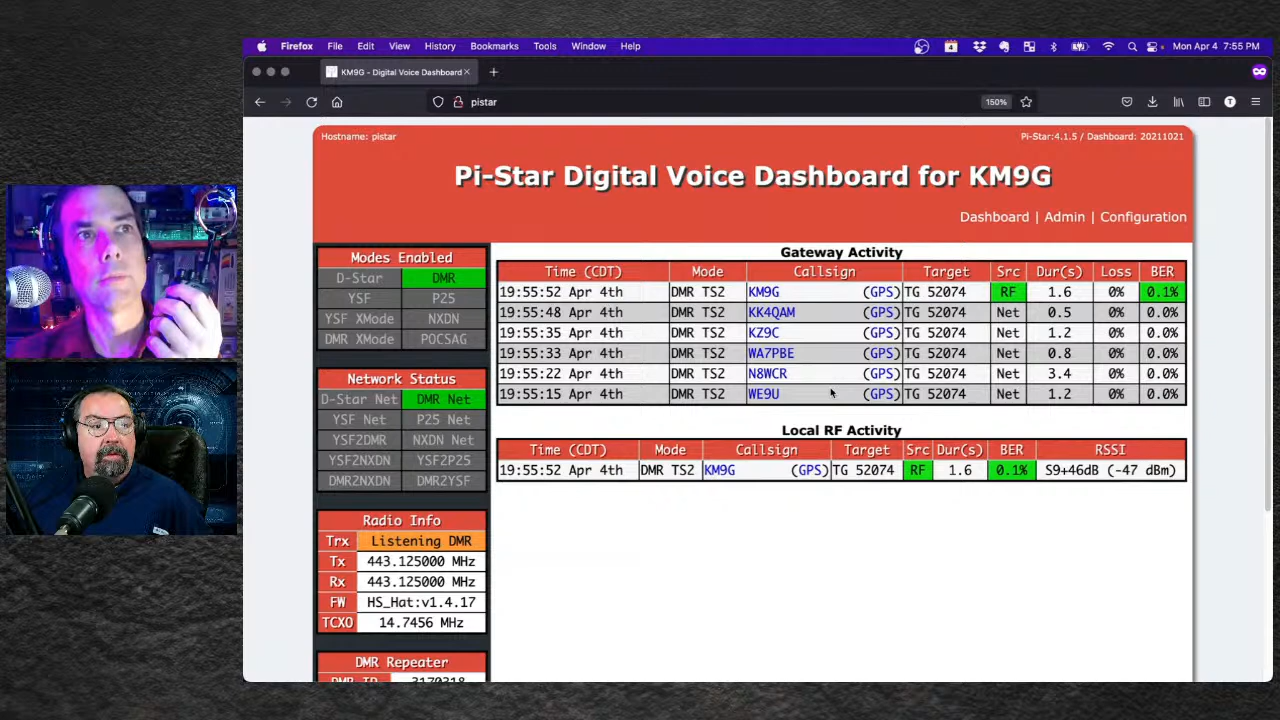 Firefox File Edit View History Bookmarks Tools Window Help 4 Mon Apr 4 7:55 PM
KM9G - Digital Voice Dashboard
pistar 150% T
Hostname: pistar Pi-Star:4.1.5 / Dashboard: 20211021
Pi-Star Digital Voice Dashboard for KM9G
Dashboard | Admin | Configuration
Modes Enabled
D-Star DMR
YSF P25
YSF XMode NXDN
DMR XMode POCSAG
Network Status
D-Star Net DMR Net
YSF Net P25 Net
YSF2DMR NXDN Net
YSF2NXDN YSF2P25
DMR2NXDN DMR2YSF
Radio Info
Trx Listening DMR
Tx 443.125000 MHz
Rx 443.125000 MHz
FW HS_Hat:v1.4.17
TCXO 14.7456 MHz
DMR Repeater
DMR ID 3170318
Gateway Activity
Time (CDT) Mode Callsign Target Src Dur(s) Loss BER
19:55:52 Apr 4th DMR TS2 KM9G (GPS) TG 52074 RF 1.6 0% 0.1%
19:55:48 Apr 4th DMR TS2 KK4QAM (GPS) TG 52074 Net 0.5 0% 0.0%
19:55:35 Apr 4th DMR TS2 KZ9C (GPS) TG 52074 Net 1.2 0% 0.0%
19:55:33 Apr 4th DMR TS2 WA7PBE (GPS) TG 52074 Net 0.8 0% 0.0%
19:55:22 Apr 4th DMR TS2 N8WCR (GPS) TG 52074 Net 3.4 0% 0.0%
19:55:15 Apr 4th DMR TS2 WE9U (GPS) TG 52074 Net 1.2 0% 0.0%
Local RF Activity
Time (CDT) Mode Callsign Target Src Dur(s) BER RSSI
19:55:52 Apr 4th DMR TS2 KM9G (GPS) TG 52074 RF 1.6 0.1% S9+46dB (-47 dBm)